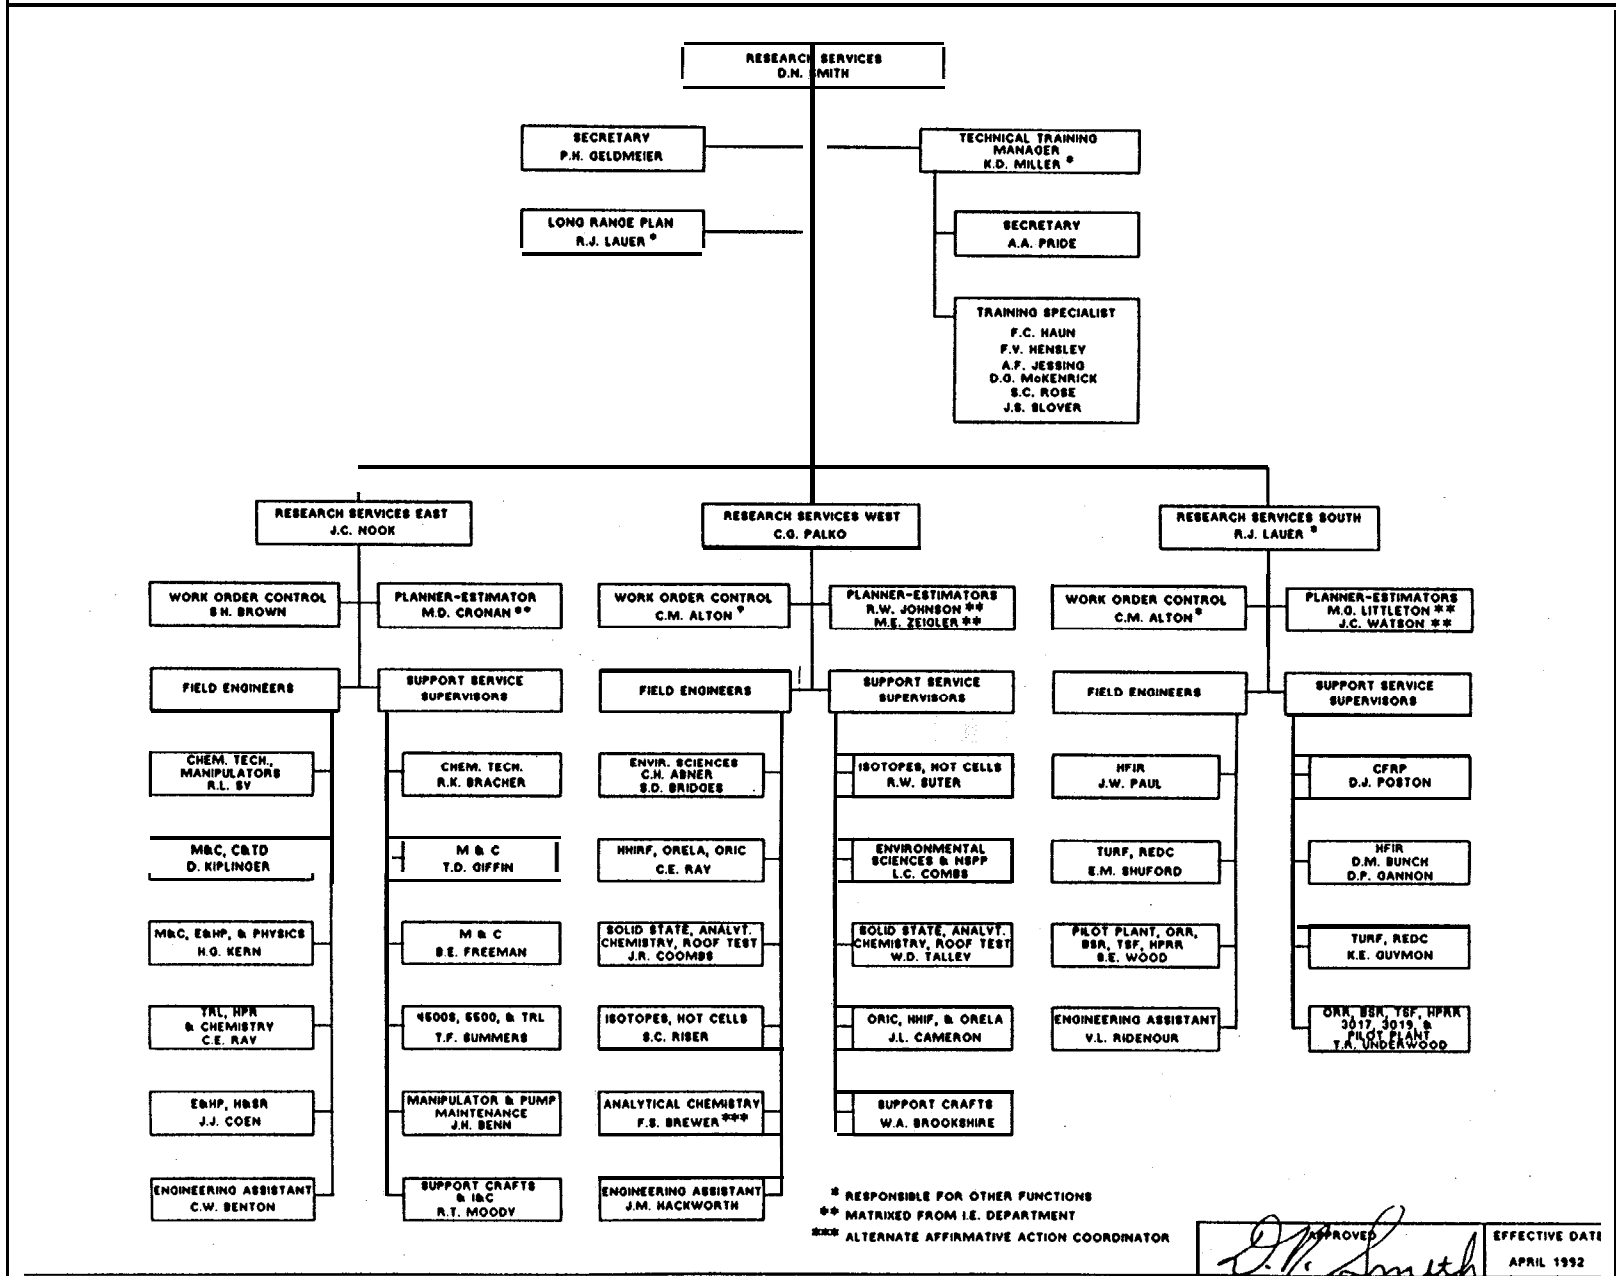 RESEARCH SERVICES
D.N. SMITH
SECRETARY
P.H. GELDMEIER
TECHNICAL TRAINING
MANAGER
K.D. MILLER *
LONG RANGE PLAN
R.J. LAUER *
SECRETARY
A.A. PRIDE
TRAINING SPECIALIST
F.C. HAUN
F.V. HENSLEY
A.F. JESSING
D.G. McKENRICK
S.C. ROSE
J.S. SLOVER
RESEARCH SERVICES EAST
J.C. NOOK
RESEARCH SERVICES WEST
C.G. PALKO
RESEARCH SERVICES SOUTH
R.J. LAUER *
WORK ORDER CONTROL
S.H. BROWN
PLANNER-ESTIMATOR
M.D. CRONAN **
WORK ORDER CONTROL
C.M. ALTON *
PLANNER-ESTIMATORS
R.W. JOHNSON **
M.E. ZEIGLER **
WORK ORDER CONTROL
C.M. ALTON *
PLANNER-ESTIMATORS
M.G. LITTLETON **
J.C. WATSON **
FIELD ENGINEERS
SUPPORT SERVICE
SUPERVISORS
FIELD ENGINEERS
SUPPORT SERVICE
SUPERVISORS
FIELD ENGINEERS
SUPPORT SERVICE
SUPERVISORS
CHEM. TECH.,
MANIPULATORS
R.L. SY
CHEM. TECH.
R.K. BRACHER
ENVIR. SCIENCES
C.H. ABNER
S.D. BRIDGES
ISOTOPES, HOT CELLS
R.W. SUTER
HFIR
J.W. PAUL
CFRP
D.J. POSTON
M&C, C&TD
D. KIPLINGER
M & C
T.D. GIFFIN
HHIRF, ORELA, ORIC
C.E. RAY
ENVIRONMENTAL
SCIENCES & NSPP
L.C. COMBS
TURF, REDC
E.M. SHUFORD
HFIR
D.M. BUNCH
D.P. GANNON
M&C, E&HP, & PHYSICS
H.G. KERN
M & C
B.E. FREEMAN
SOLID STATE, ANALYT.
CHEMISTRY, ROOF TEST
J.R. COOMBS
SOLID STATE, ANALYT.
CHEMISTRY, ROOF TEST
W.D. TALLEY
PILOT PLANT, ORR,
BSR, TSF, HPRR
S.E. WOOD
TURF, REDC
K.E. GUYMON
TRL, HPR
& CHEMISTRY
C.E. RAY
4500S, 5500, & TRL
T.F. SUMMERS
ISOTOPES, HOT CELLS
S.C. RISER
ORIC, HHIF, & ORELA
J.L. CAMERON
ENGINEERING ASSISTANT
V.L. RIDENOUR
ORR, BSR, TSF, HPRR
3017, 3019, &
PILOT PLANT
T.R. UNDERWOOD
E&HP, H&SR
J.J. COEN
MANIPULATOR & PUMP
MAINTENANCE
J.H. BENN
ANALYTICAL CHEMISTRY
F.S. BREWER ***
SUPPORT CRAFTS
W.A. BROOKSHIRE
ENGINEERING ASSISTANT
C.W. BENTON
SUPPORT CRAFTS
& I&C
R.T. MOODY
ENGINEERING ASSISTANT
J.M. HACKWORTH
* RESPONSIBLE FOR OTHER FUNCTIONS
** MATRIXED FROM I.E. DEPARTMENT
*** ALTERNATE AFFIRMATIVE ACTION COORDINATOR
APPROVED
D.N. Smith
EFFECTIVE DATE
APRIL 1992